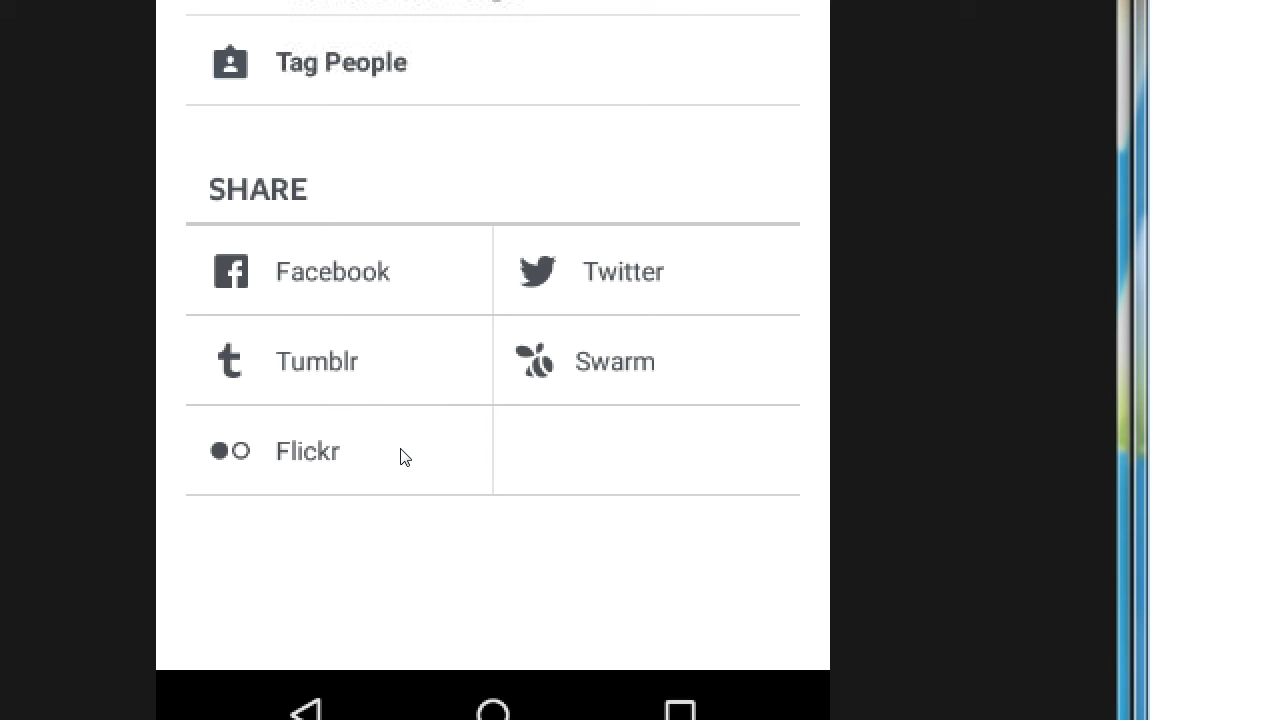 Tag People
SHARE
Facebook
Twitter
Tumblr
Swarm
Flickr